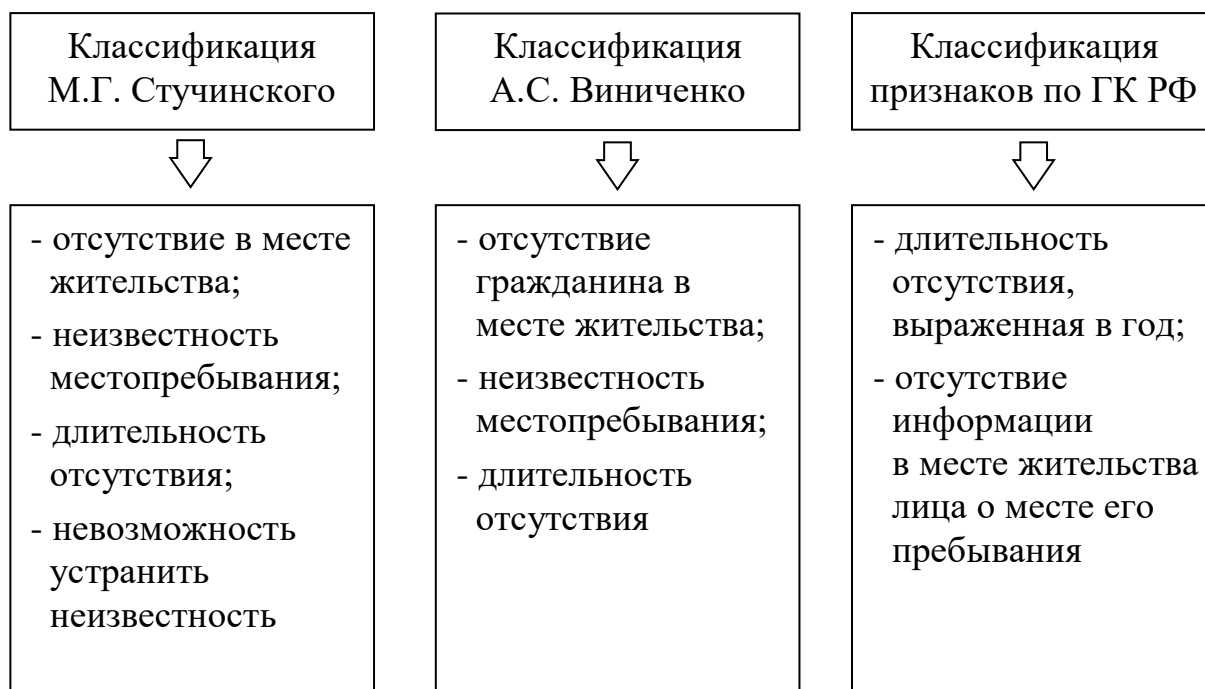 Классификация
М.Г. Стучинского
- отсутствие в месте
жительства;
- неизвестность
местопребывания;
- длительность
отсутствия;
- невозможность
устранить
неизвестность
Классификация
А.С. Виниченко
- отсутствие
гражданина в
месте жительства;
- неизвестность
местопребывания;
- длительность
отсутствия
Классификация
признаков по ГК РФ
- длительность
отсутствия,
выраженная в год;
- отсутствие
информации
в месте жительства
лица о месте его
пребывания